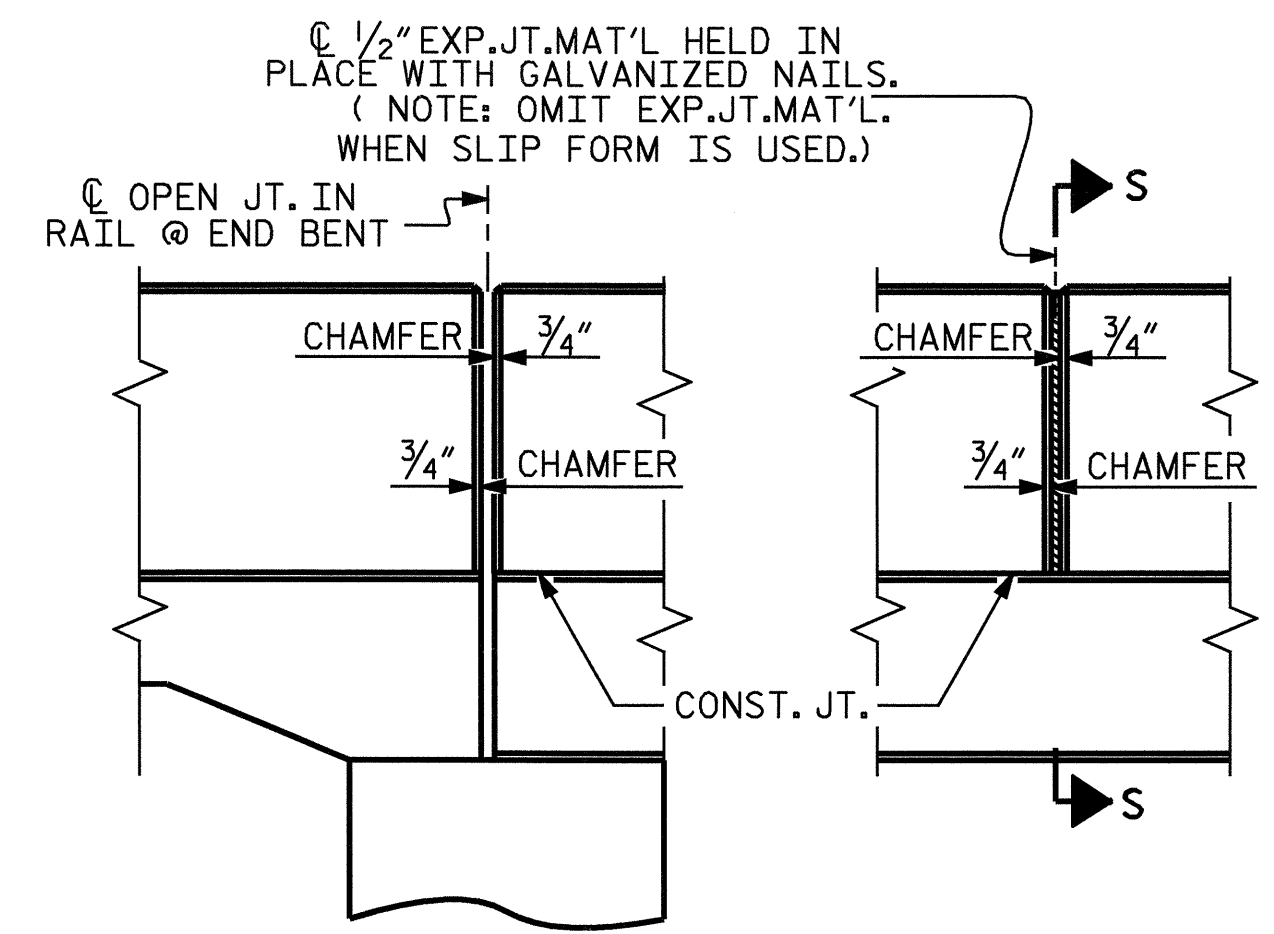 ℄ 1/2" EXP.JT.MAT'L HELD IN
PLACE WITH GALVANIZED NAILS.
( NOTE: OMIT EXP.JT.MAT'L.
WHEN SLIP FORM IS USED.)
℄ OPEN JT. IN
RAIL @ END BENT
S
CHAMFER 3/4"
CHAMFER 3/4"
3/4" CHAMFER
3/4" CHAMFER
CONST. JT.
S